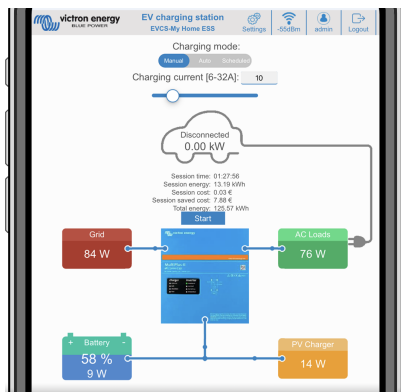 victron energy
BLUE POWER
EV charging station
EVCS-My Home ESS
Settings
-55dBm
admin
Logout
Charging mode:
Manual Auto Scheduled
Charging current [6-32A]: 10
Disconnected
0.00 kW
Session time: 01:27:56
Session energy: 13.19 kWh
Session cost: 0.03 €
Session saved cost: 7.88 €
Total energy: 125.57 kWh
Start
Grid
84 W
victron energy
AC Loads
76 W
+ Battery -
58 %
9 W
PV Charger
14 W